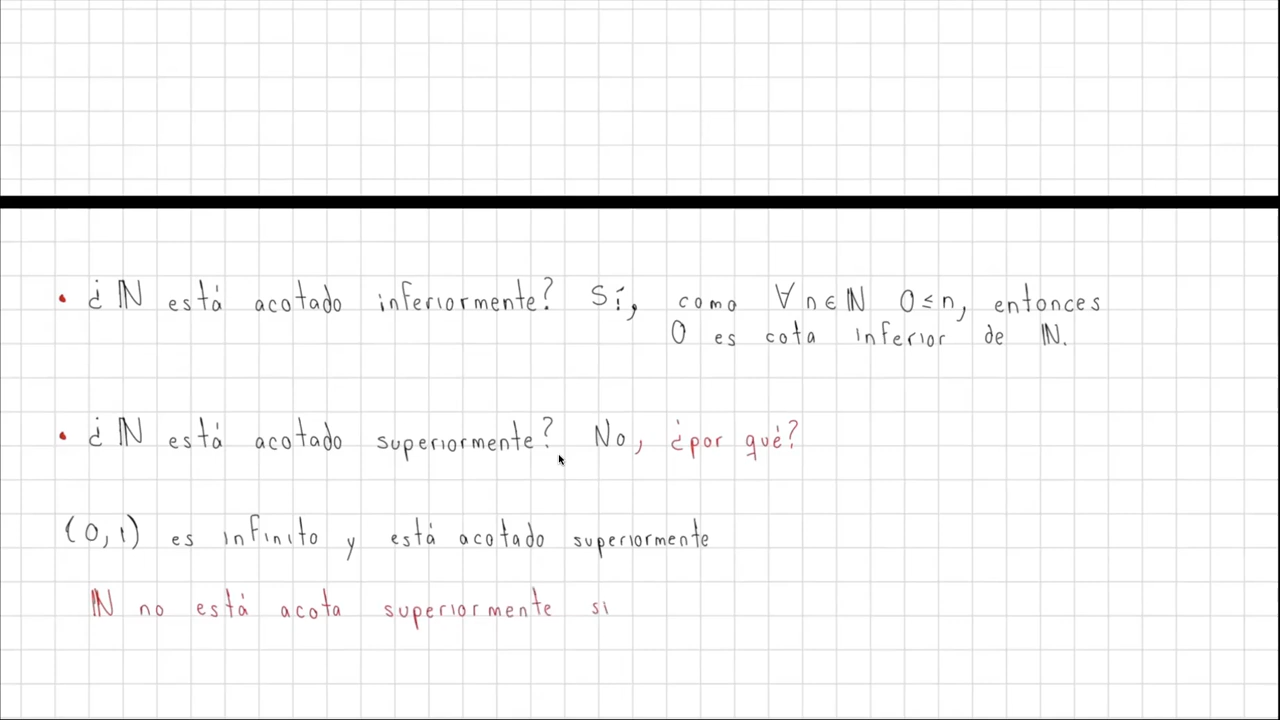 • ¿ℕ está acotado inferiormente? Sí, como ∀ n ∈ ℕ 0 ≤ n, entonces
0 es cota inferior de ℕ.
• ¿ℕ está acotado superiormente? No, ¿por qué?
(0,1) es infinito y está acotado superiormente
ℕ no está acota superiormente si